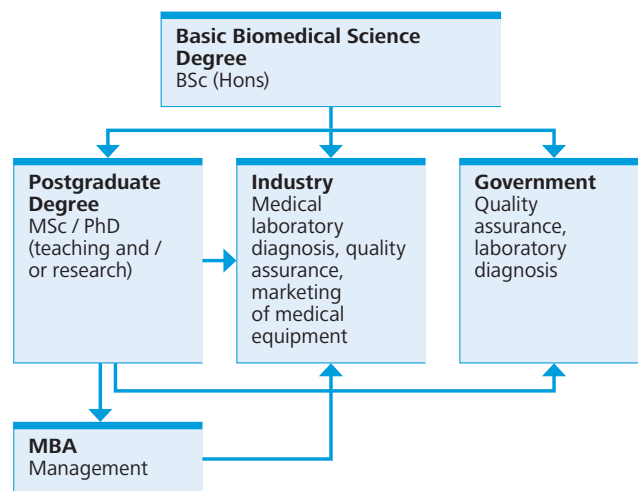 Basic Biomedical Science
Degree
BSc (Hons)
Postgraduate
Degree
MSc / PhD
(teaching and /
or research)
Industry
Medical
laboratory
diagnosis, quality
assurance,
marketing
of medical
equipment
Government
Quality
assurance,
laboratory
diagnosis
MBA
Management